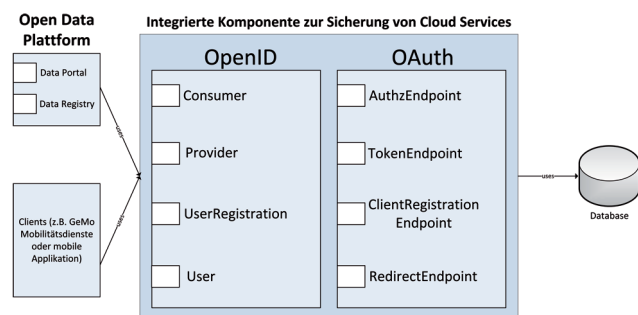 Open Data
Plattform
Data Portal
Data Registry
uses
Clients (z.B. GeMo
Mobilitätsdienste
oder mobile
Applikation)
uses
Integrierte Komponente zur Sicherung von Cloud Services
OpenID
Consumer
Provider
UserRegistration
User
OAuth
AuthzEndpoint
TokenEndpoint
ClientRegistration
Endpoint
RedirectEndpoint
uses
Database